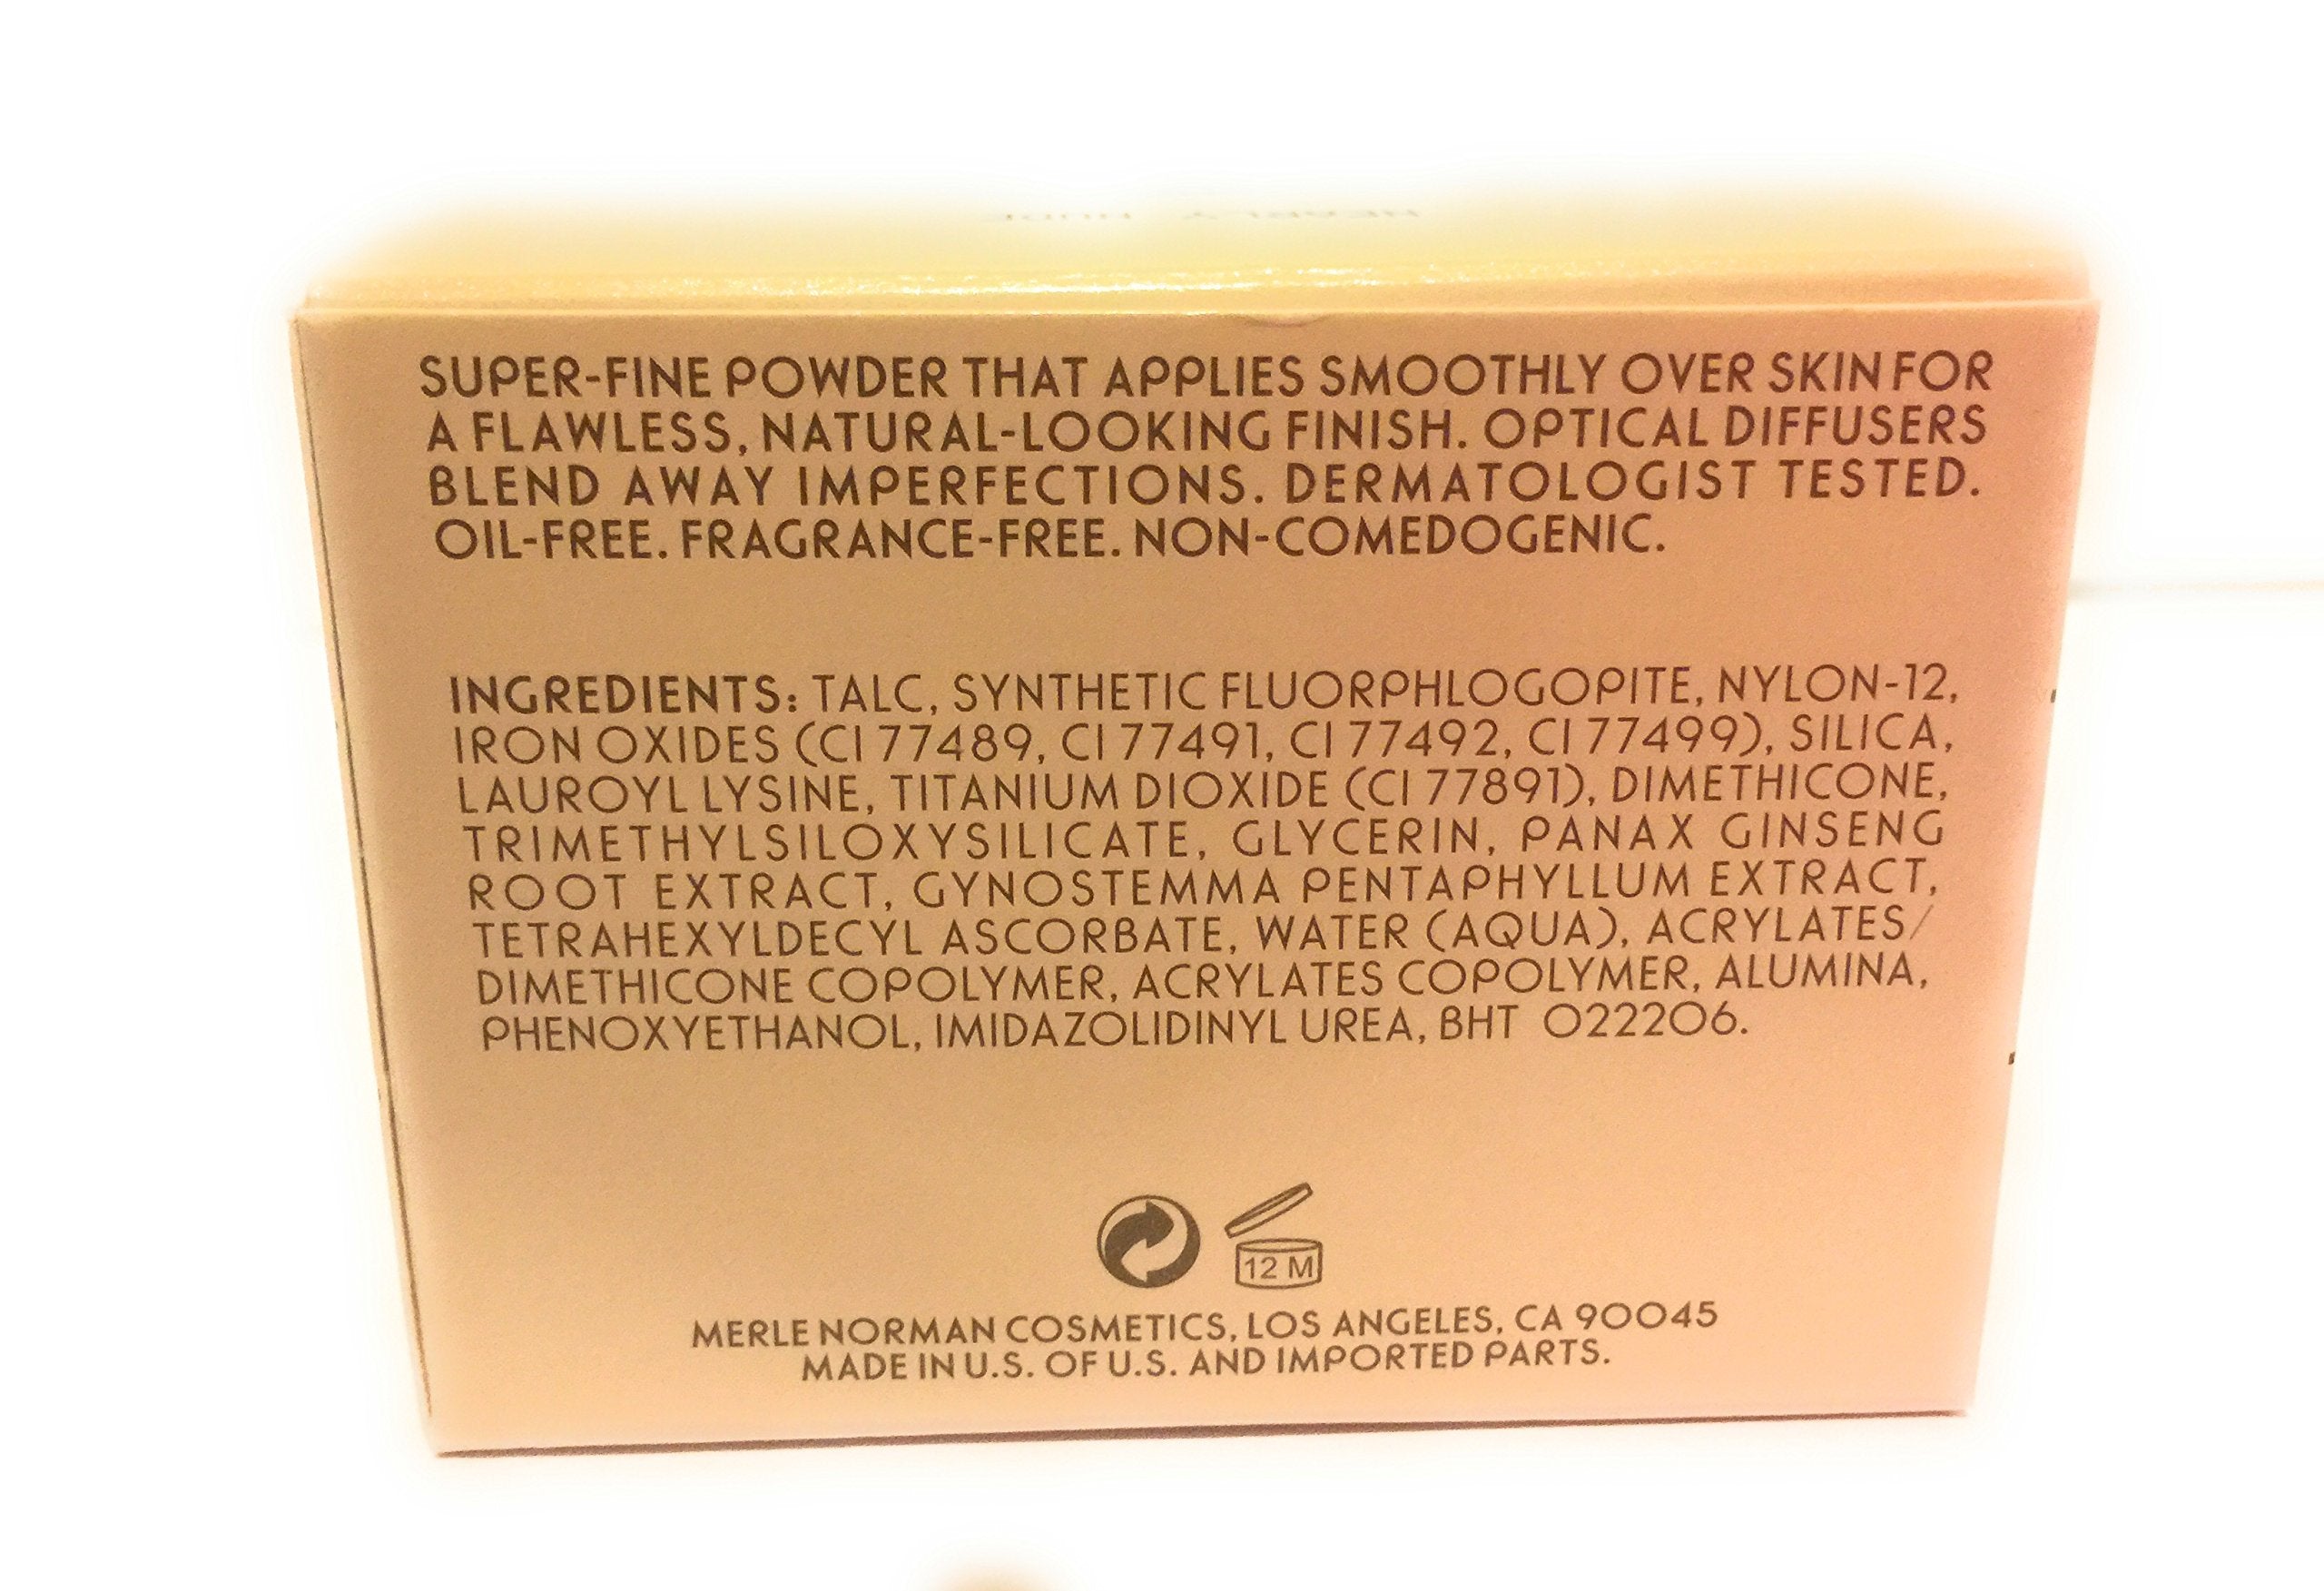 NEARLY NUDE
SUPER-FINE POWDER THAT APPLIES SMOOTHLY OVER SKIN FOR
A FLAWLESS, NATURAL-LOOKING FINISH. OPTICAL DIFFUSERS
BLEND AWAY IMPERFECTIONS. DERMATOLOGIST TESTED.
OIL-FREE. FRAGRANCE-FREE. NON-COMEDOGENIC.
INGREDIENTS: TALC, SYNTHETIC FLUORPHLOGOPITE, NYLON-12,
IRON OXIDES (CI 77489, CI 77491, CI 77492, CI 77499), SILICA,
LAUROYL LYSINE, TITANIUM DIOXIDE (CI 77891), DIMETHICONE,
TRIMETHYLSILOXYSILICATE, GLYCERIN, PANAX GINSENG
ROOT EXTRACT, GYNOSTEMMA PENTAPHYLLUM EXTRACT,
TETRAHEXYLDECYL ASCORBATE, WATER (AQUA), ACRYLATES/
DIMETHICONE COPOLYMER, ACRYLATES COPOLYMER, ALUMINA,
PHENOXYETHANOL, IMIDAZOLIDINYL UREA, BHT 022206.
12 M
MERLE NORMAN COSMETICS, LOS ANGELES, CA 90045
MADE IN U.S. OF U.S. AND IMPORTED PARTS.